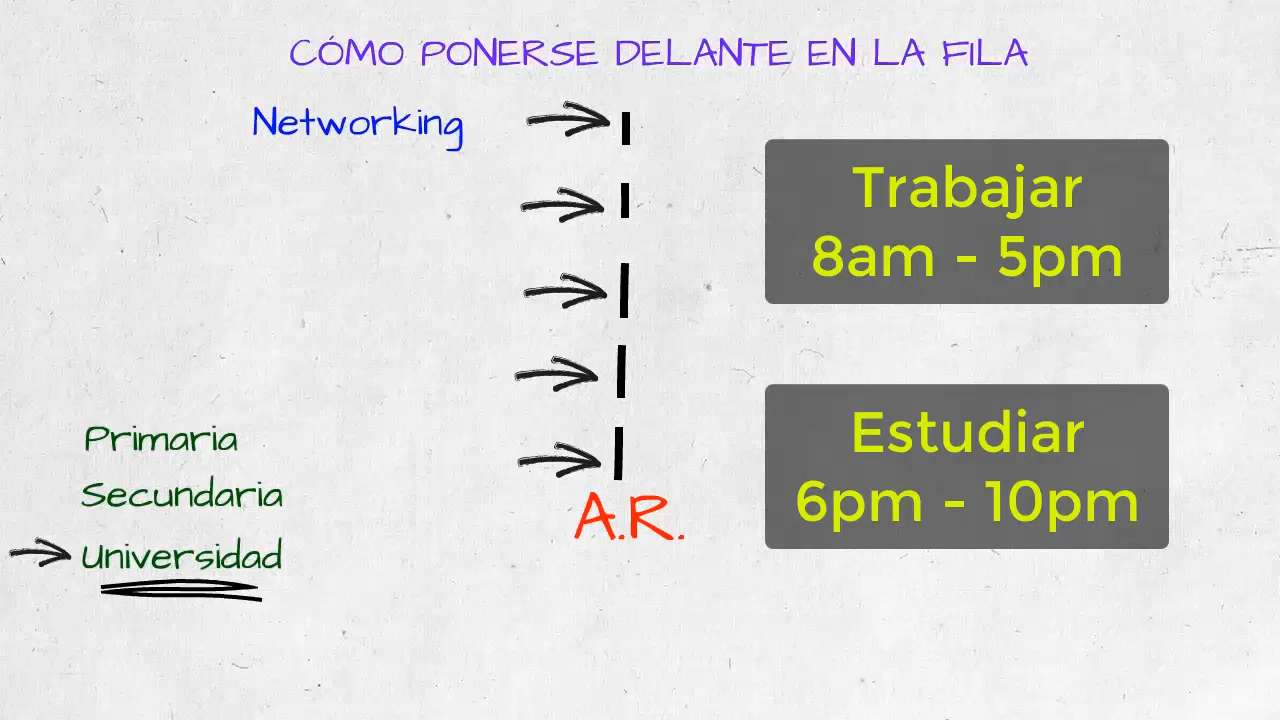 CÓMO PONERSE DELANTE EN LA FILA
Networking
Trabajar
8am - 5pm
Estudiar
6pm - 10pm
Primaria
Secundaria
Universidad
A.R.